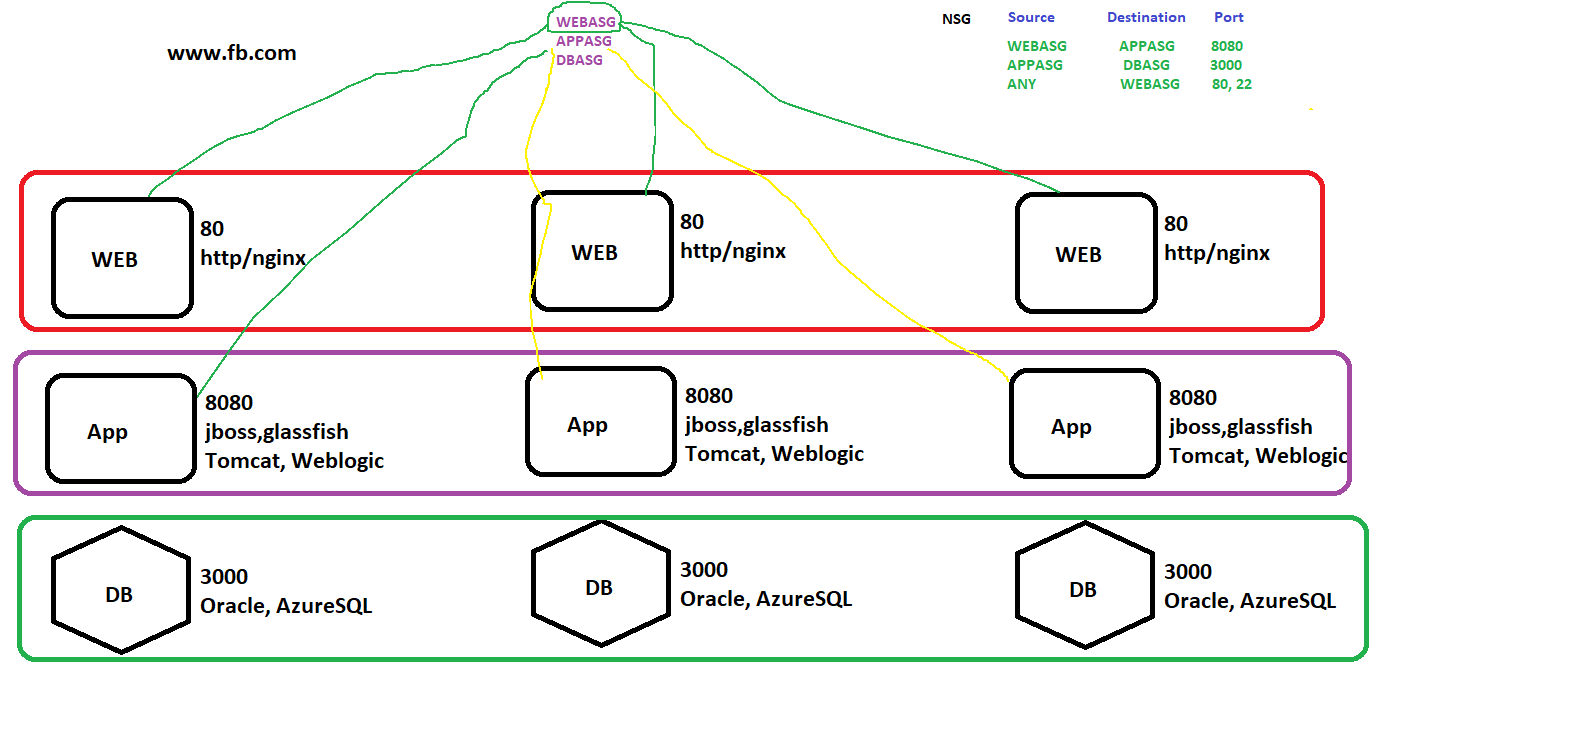 WEBASG
APPASG
DBASG
www.fb.com
NSG Source Destination Port
WEBASG APPASG 8080
APPASG DBASG 3000
ANY WEBASG 80, 22
WEB
80
http/nginx
WEB
80
http/nginx
WEB
80
http/nginx
App
8080
jboss,glassfish
Tomcat, Weblogic
App
8080
jboss,glassfish
Tomcat, Weblogic
App
8080
jboss,glassfish
Tomcat, Weblogic
DB
3000
Oracle, AzureSQL
DB
3000
Oracle, AzureSQL
DB
3000
Oracle, AzureSQL